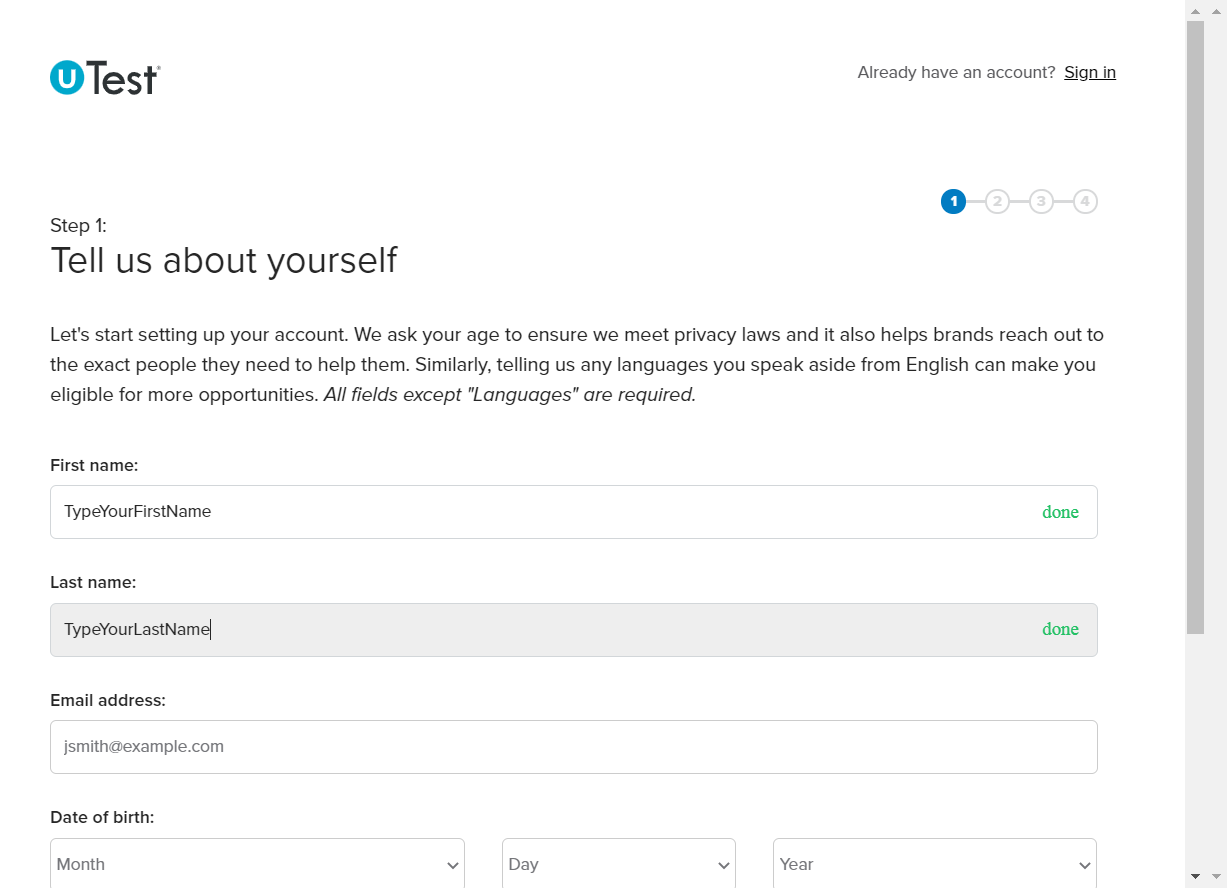 uTest®
Already have an account? Sign in
1 2 3 4
Step 1:
Tell us about yourself
Let's start setting up your account. We ask your age to ensure we meet privacy laws and it also helps brands reach out to
the exact people they need to help them. Similarly, telling us any languages you speak aside from English can make you
eligible for more opportunities. All fields except "Languages" are required.
First name:
TypeYourFirstName done
Last name:
TypeYourLastName done
Email address:
jsmith@example.com
Date of birth:
Month Day Year